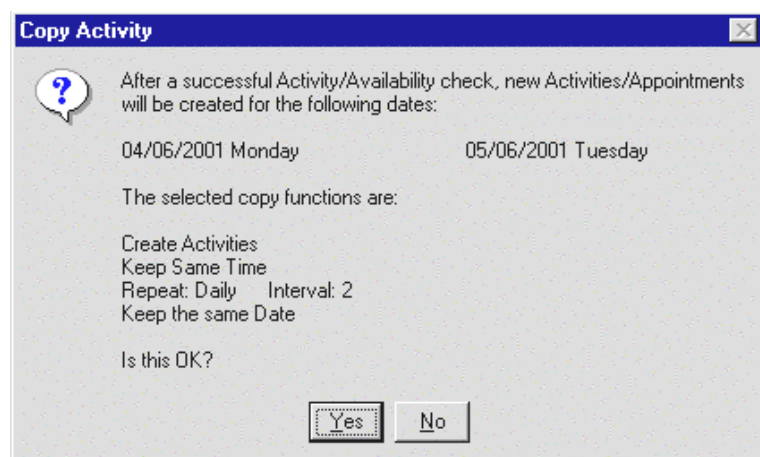 Copy Activity
?
After a successful Activity/Availability check, new Activities/Appointments
will be created for the following dates:
04/06/2001 Monday 05/06/2001 Tuesday
The selected copy functions are:
Create Activities
Keep Same Time
Repeat: Daily Interval: 2
Keep the same Date
Is this OK?
Yes No